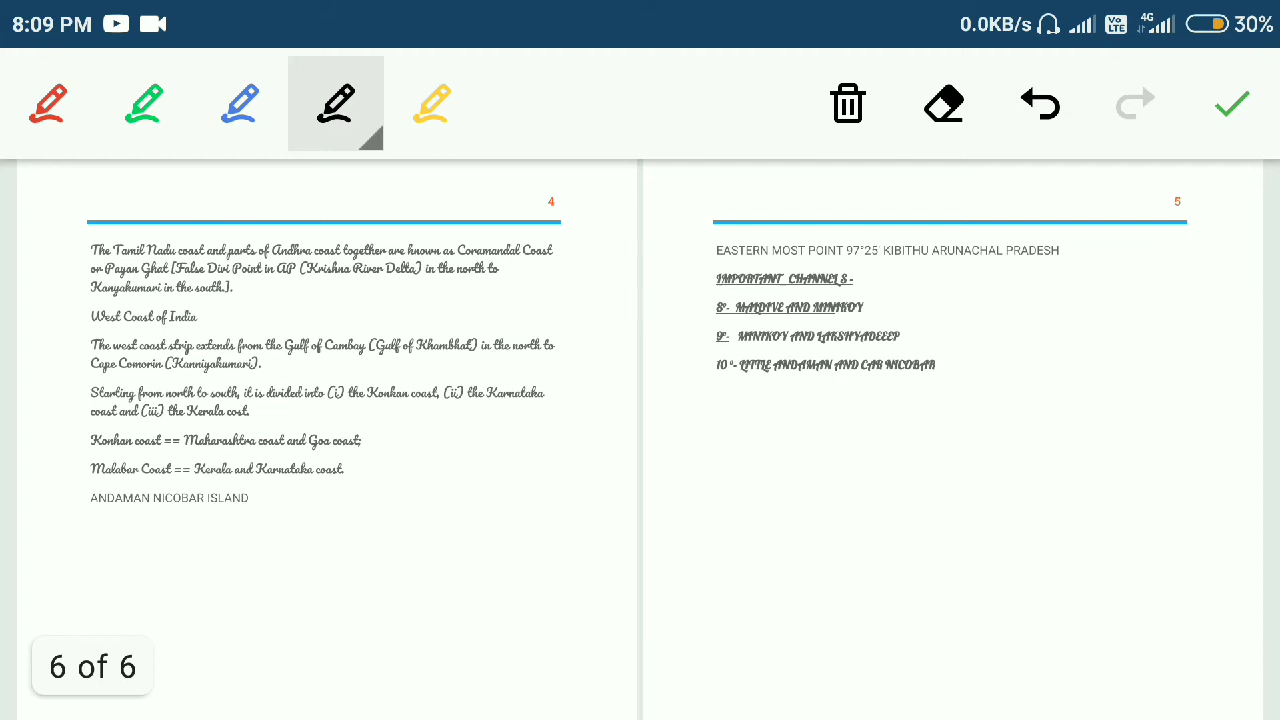 8:09 PM 0.0KB/s Vo LTE 4G 30%
4
The Tamil Nadu coast and parts of Andhra coast together are known as Coramandal Coast
or Payan Ghat [False Divi Point in AP (Krishna River Delta) in the north to
Kanyakumari in the south.].
West Coast of India
The west coast strip extends from the Gulf of Cambay (Gulf of Khambhat) in the north to
Cape Comorin (Kanniyakumari).
Starting from north to south, it is divided into (i) the Konkan coast, (ii) the Karnataka
coast and (iii) the Kerala cost.
Konkan coast == Maharashtra coast and Goa coast;
Malabar Coast == Kerala and Karnataka coast.
ANDAMAN NICOBAR ISLAND
5
EASTERN MOST POINT 97°25' KIBITHU ARUNACHAL PRADESH
IMPORTANT CHANNELS -
8°- MALDIVE AND MINIKOY
9°- MINIKOY AND LAKSHYADEEEP
10 °- LITTLE ANDAMAN AND CAR NICOBAR
6 of 6